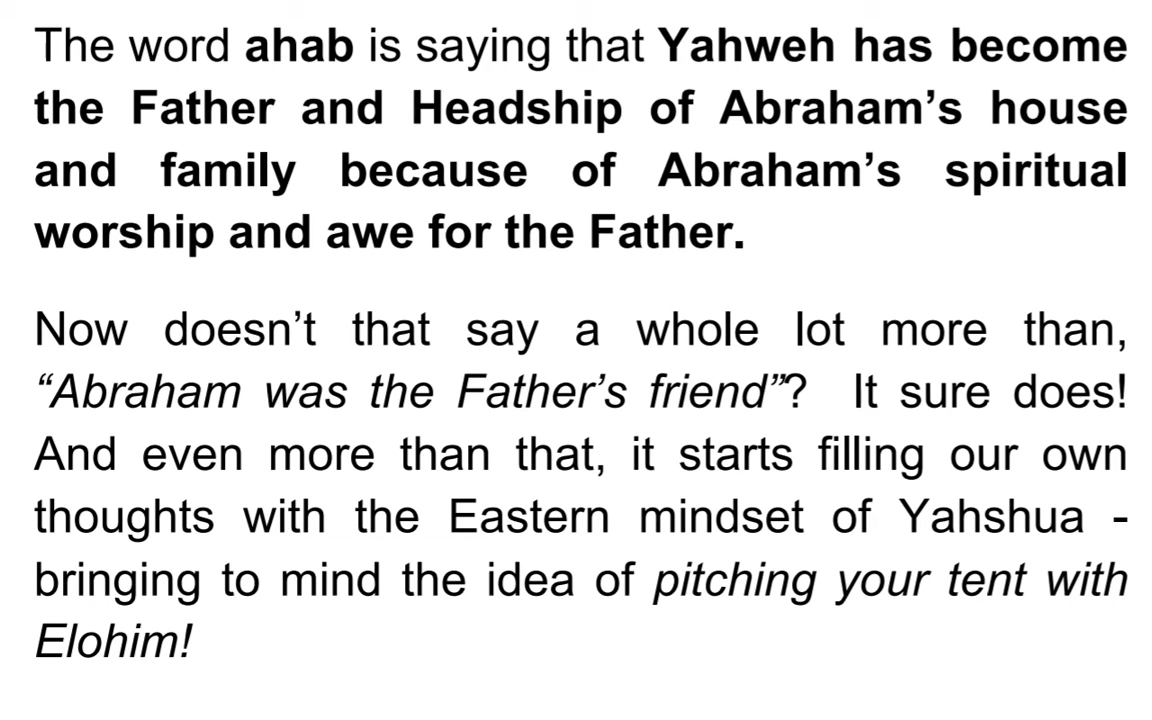 The word ahab is saying that Yahweh has become
the Father and Headship of Abraham’s house
and family because of Abraham’s spiritual
worship and awe for the Father.
Now doesn’t that say a whole lot more than,
“Abraham was the Father’s friend”? It sure does!
And even more than that, it starts filling our own
thoughts with the Eastern mindset of Yahshua -
bringing to mind the idea of pitching your tent with
Elohim!